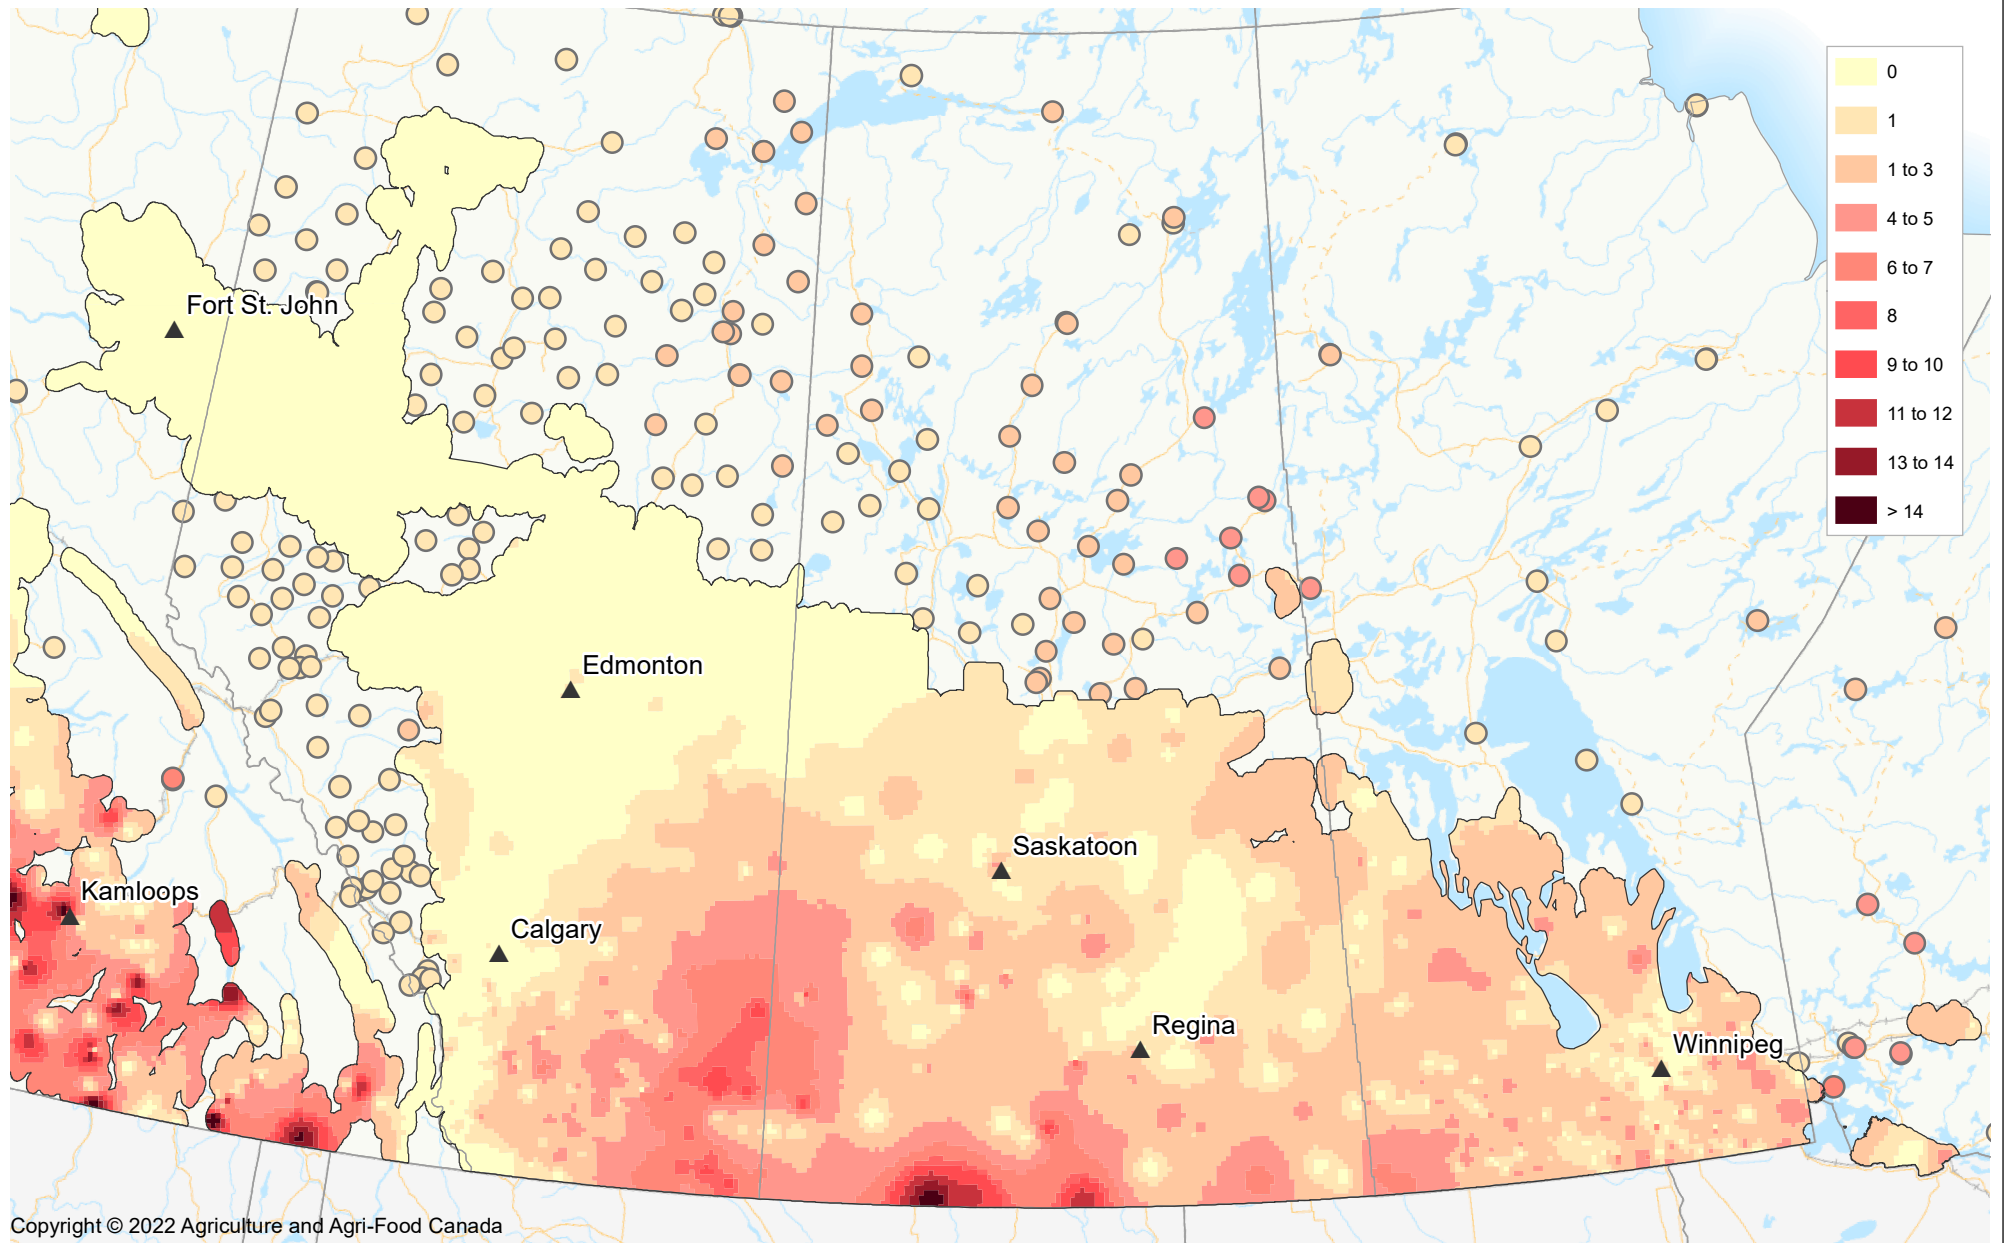 0
1
1 to 3
4 to 5
6 to 7
8
9 to 10
11 to 12
13 to 14
> 14
Fort St. John
Edmonton
Saskatoon
Kamloops
Calgary
Regina
Winnipeg
Copyright © 2022 Agriculture and Agri-Food Canada